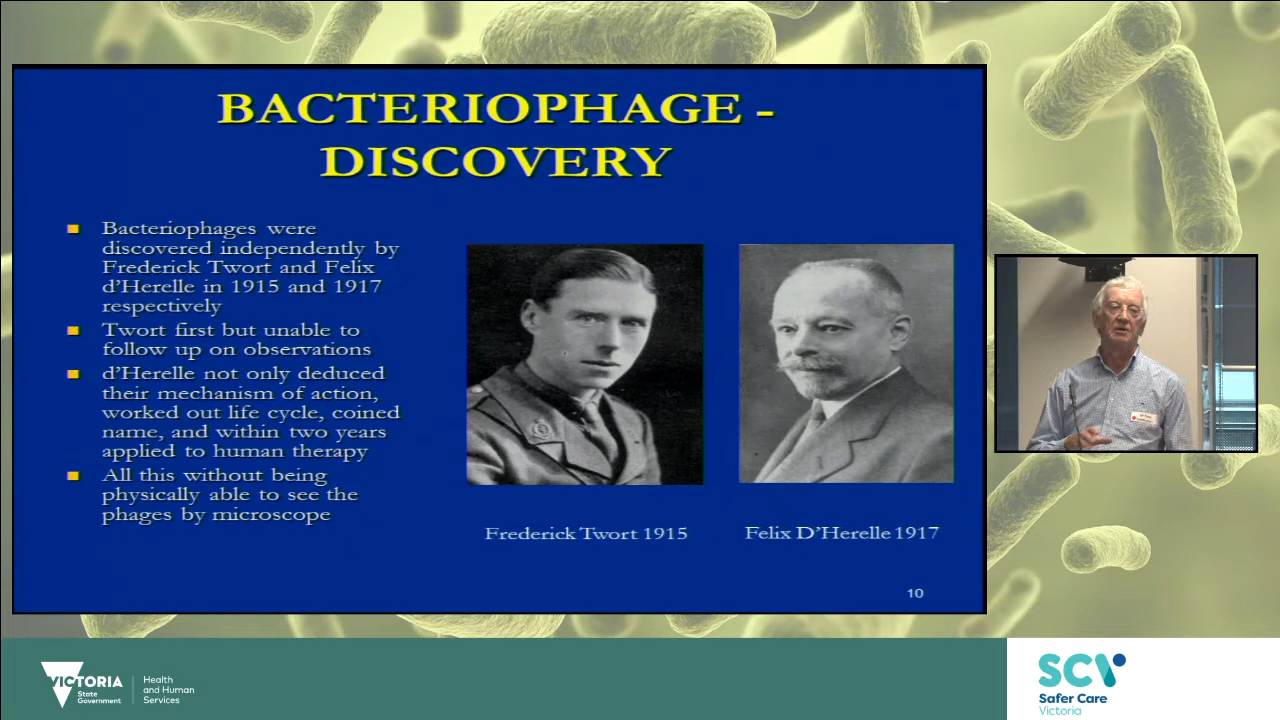 BACTERIOPHAGE -
DISCOVERY
Bacteriophages were
discovered independently by
Frederick Twort and Felix
d'Herelle in 1915 and 1917
respectively
Twort first but unable to
follow up on observations
d'Herelle not only deduced
their mechanism of action,
worked out life cycle, coined
name, and within two years
applied to human therapy
All this without being
physically able to see the
phages by microscope
Frederick Twort 1915
Felix D'Herelle 1917
10
VICTORIA
State
Government
Health
and Human
Services
SCV
Safer Care
Victoria